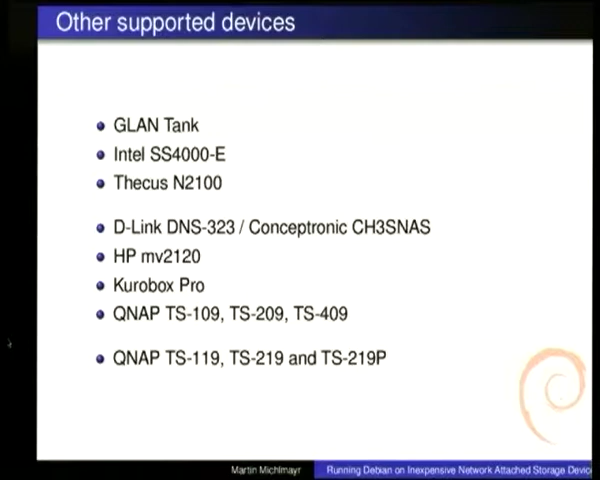 Other supported devices
GLAN Tank
Intel SS4000-E
Thecus N2100
D-Link DNS-323 / Conceptronic CH3SNAS
HP mv2120
Kurobox Pro
QNAP TS-109, TS-209, TS-409
QNAP TS-119, TS-219 and TS-219P
Martin Michlmayr
Running Debian on Inexpensive Network Attached Storage Devic